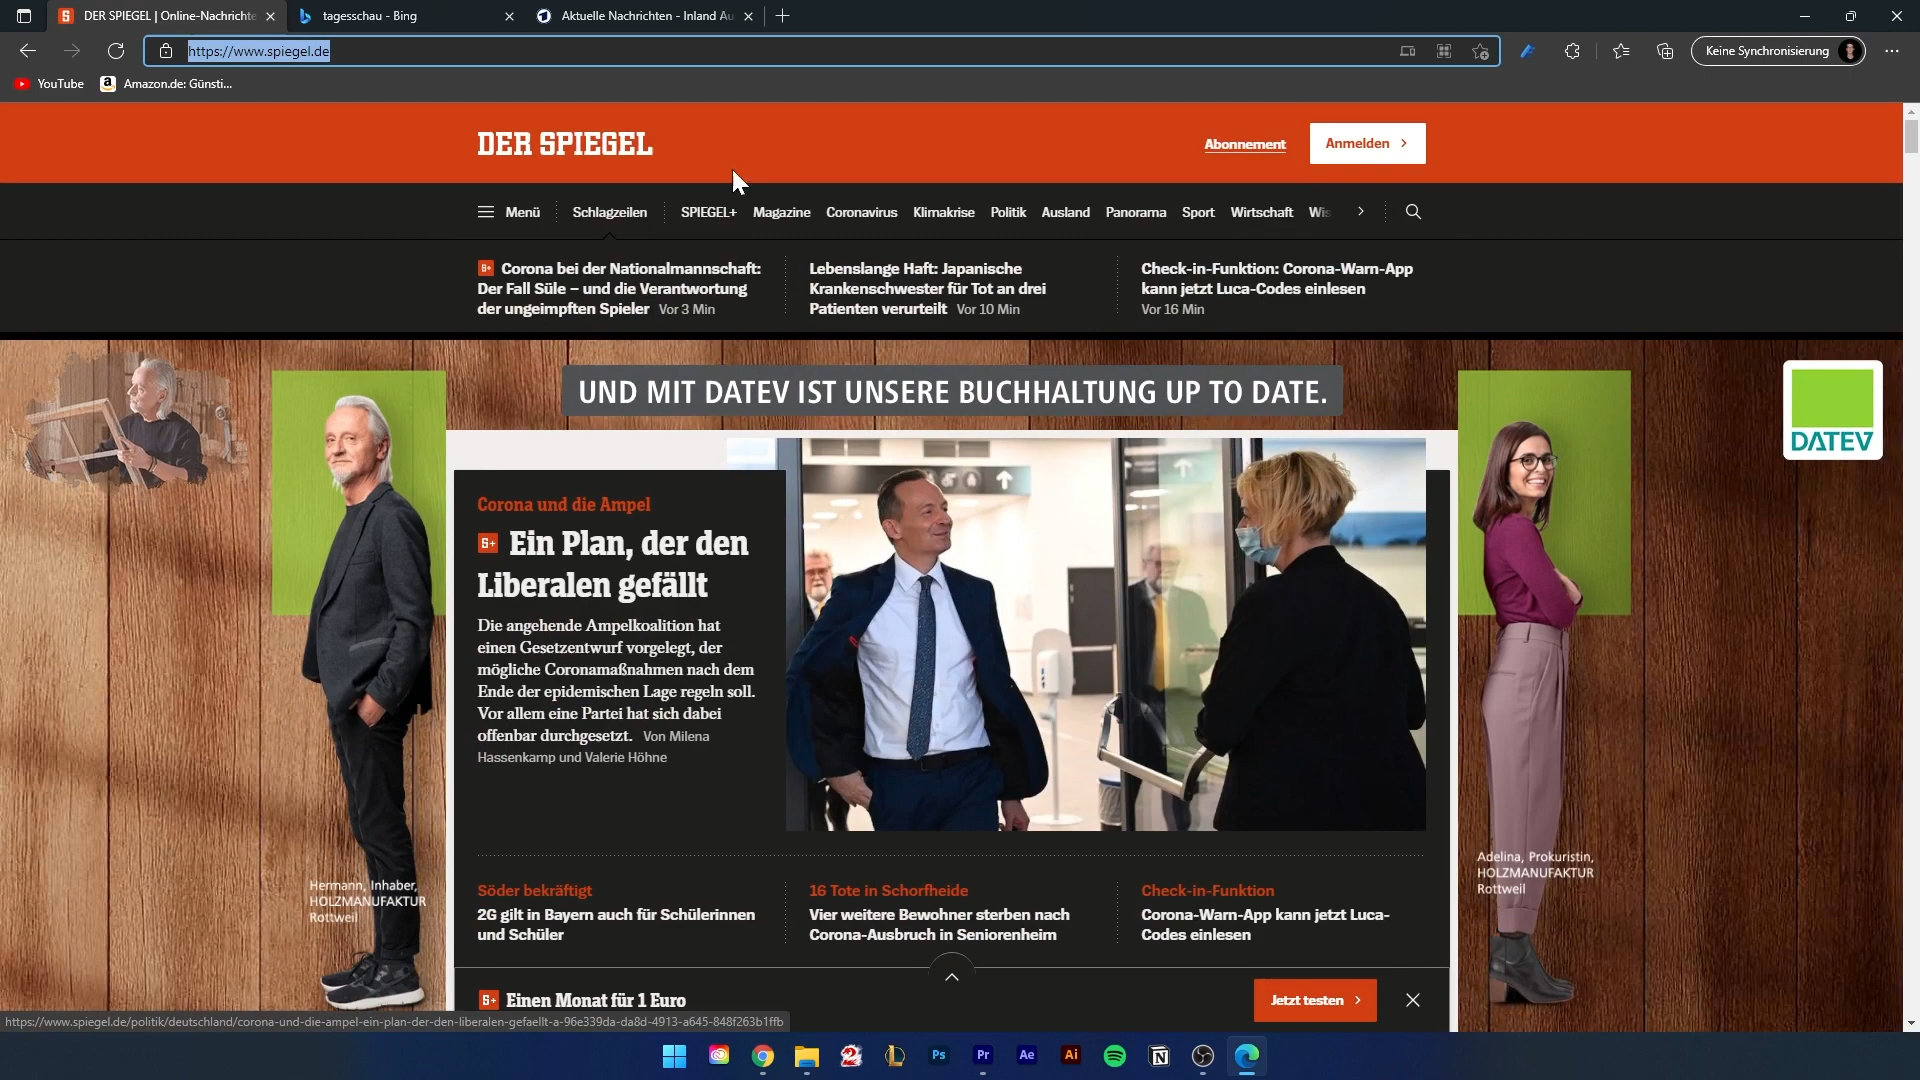 DER SPIEGEL | Online-Nachrichte
tagesschau - Bing
Aktuelle Nachrichten - Inland Au
https://www.spiegel.de
Keine Synchronisierung
YouTube
Amazon.de: Günsti...
DER SPIEGEL
Abonnement
Anmelden
Menü
Schlagzeilen
SPIEGEL+
Magazine
Coronavirus
Klimakrise
Politik
Ausland
Panorama
Sport
Wirtschaft
Wis
S+ Corona bei der Nationalmannschaft:
Der Fall Süle – und die Verantwortung
der ungeimpften Spieler Vor 3 Min
Lebenslange Haft: Japanische
Krankenschwester für Tot an drei
Patienten verurteilt Vor 10 Min
Check-in-Funktion: Corona-Warn-App
kann jetzt Luca-Codes einlesen
Vor 16 Min
UND MIT DATEV IST UNSERE BUCHHALTUNG UP TO DATE.
DATEV
Corona und die Ampel
S+ Ein Plan, der den
Liberalen gefällt
Die angehende Ampelkoalition hat
einen Gesetzentwurf vorgelegt, der
mögliche Coronamaßnahmen nach dem
Ende der epidemischen Lage regeln soll.
Vor allem eine Partei hat sich dabei
offenbar durchgesetzt. Von Milena
Hassenkamp und Valerie Höhne
Hermann, Inhaber,
HOLZMANUFAKTUR
Rottweil
Adelina, Prokuristin,
HOLZMANUFAKTUR
Rottweil
Söder bekräftigt
2G gilt in Bayern auch für Schülerinnen
und Schüler
16 Tote in Schorfheide
Vier weitere Bewohner sterben nach
Corona-Ausbruch in Seniorenheim
Check-in-Funktion
Corona-Warn-App kann jetzt Luca-
Codes einlesen
S+ Einen Monat für 1 Euro
Jetzt testen
https://www.spiegel.de/politik/deutschland/corona-und-die-ampel-ein-plan-der-den-liberalen-gefaellt-a-96e339da-da8d-4913-a645-848f263b1ffb
Ps
Pr
Ae
Ai